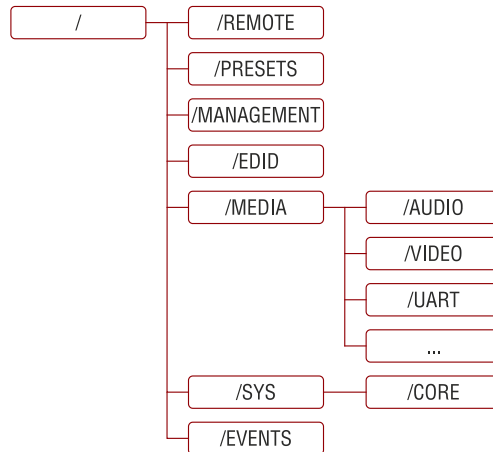 /
/REMOTE
/PRESETS
/MANAGEMENT
/EDID
/MEDIA
/AUDIO
/VIDEO
/UART
...
/SYS
/CORE
/EVENTS